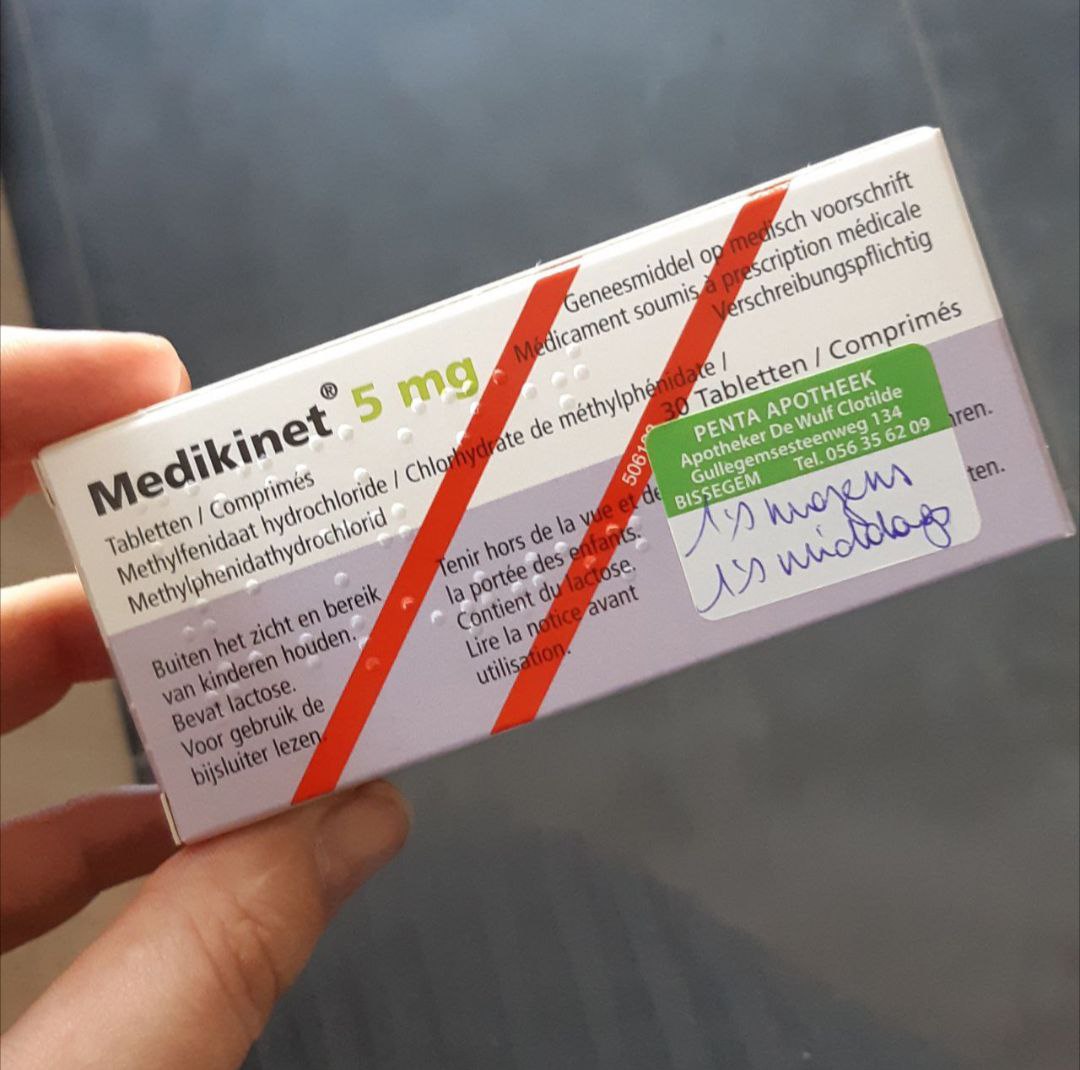 Medikinet® 5 mg
Tabletten / Comprimés
Methylfenidaat hydrochloride / Chlorhydrate de méthylphénidate /
Methylphenidathydrochlorid
Geneesmiddel op medisch voorschrift
Médicament soumis à prescription médicale
Verschreibungspflichtig
30 Tabletten / Comprimés
Buiten het zicht en bereik
van kinderen houden.
Bevat lactose.
Voor gebruik de
bijsluiter lezen.
Tenir hors de la vue et de
la portée des enfants.
Contient du lactose.
Lire la notice avant
utilisation.
PENTA APOTHEEK
Apotheker De Wulf Clotilde
Gullegemsesteenweg 134
BISSEGEM Tel. 056 35 62 09
1 's morgens
1 's middags